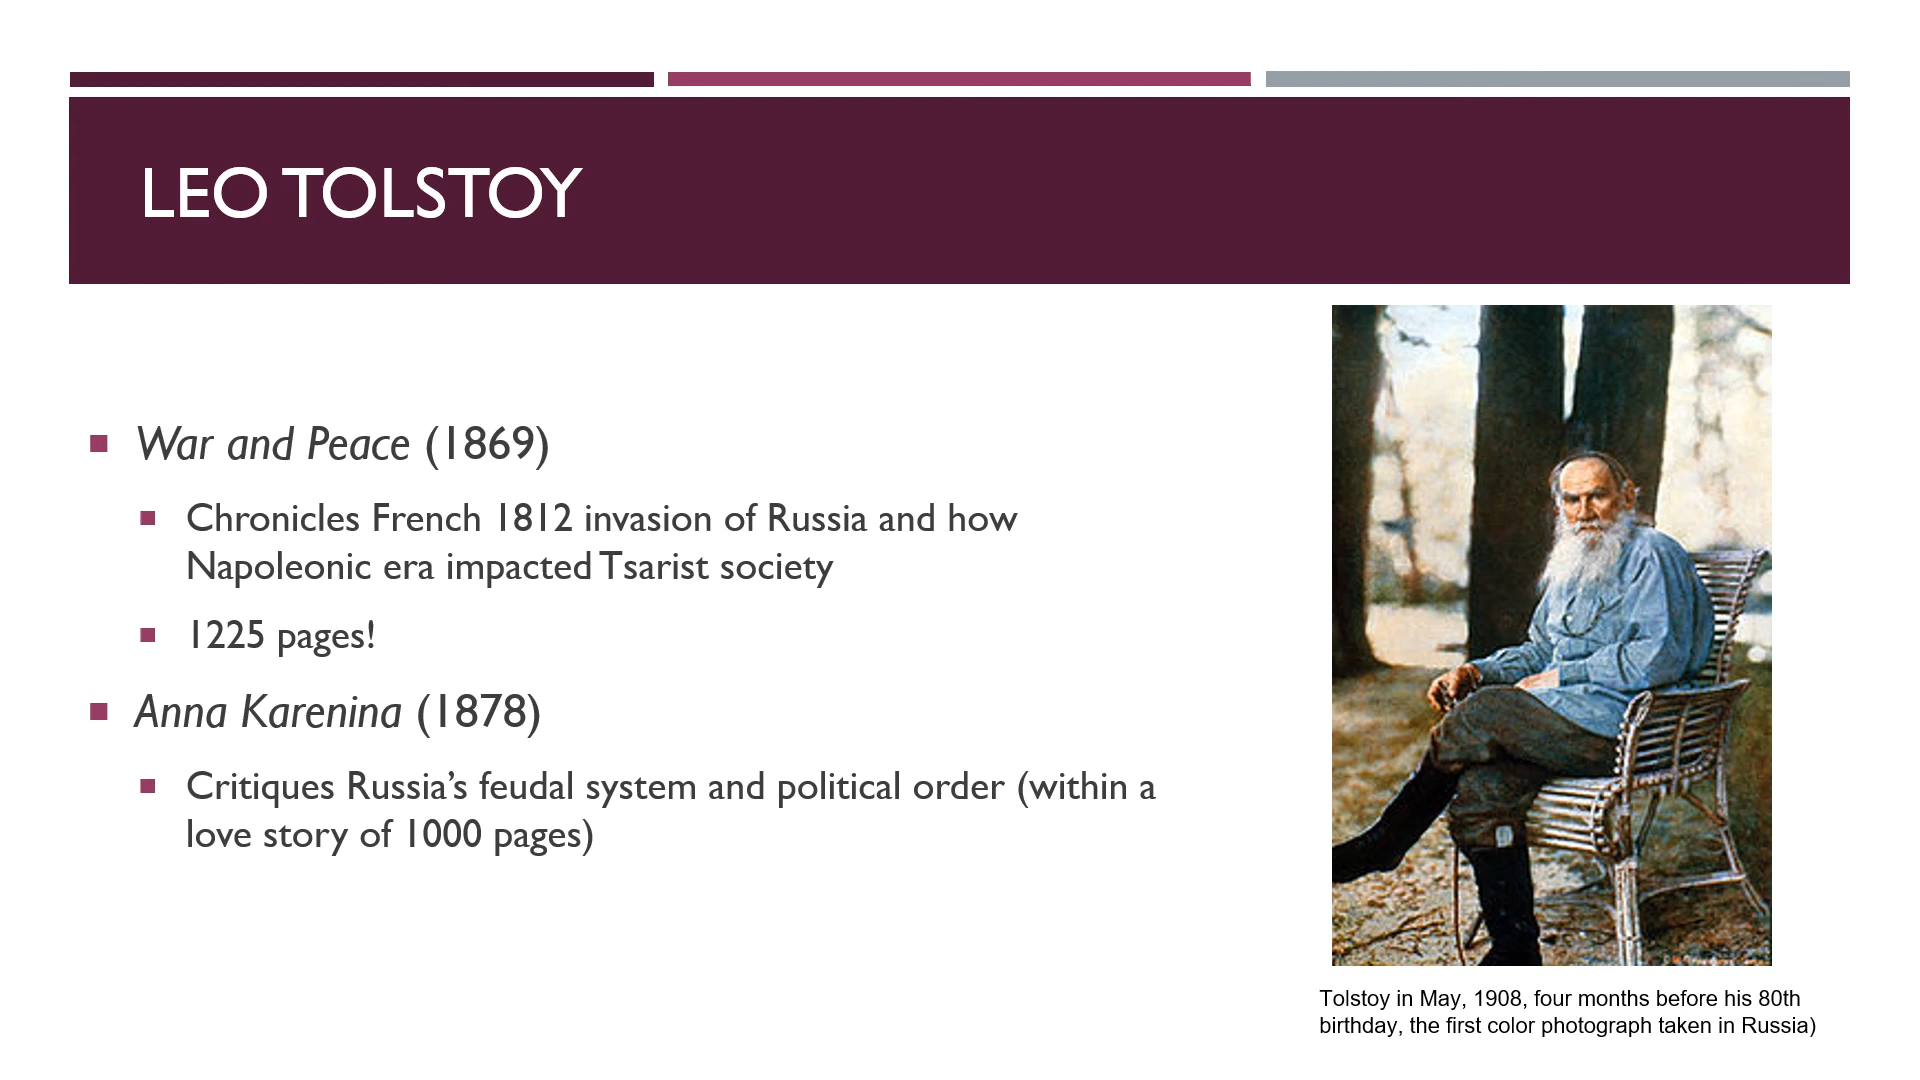 LEO TOLSTOY
War and Peace (1869)
Chronicles French 1812 invasion of Russia and how
Napoleonic era impacted Tsarist society
1225 pages!
Anna Karenina (1878)
Critiques Russia’s feudal system and political order (within a
love story of 1000 pages)
Tolstoy in May, 1908, four months before his 80th
birthday, the first color photograph taken in Russia)